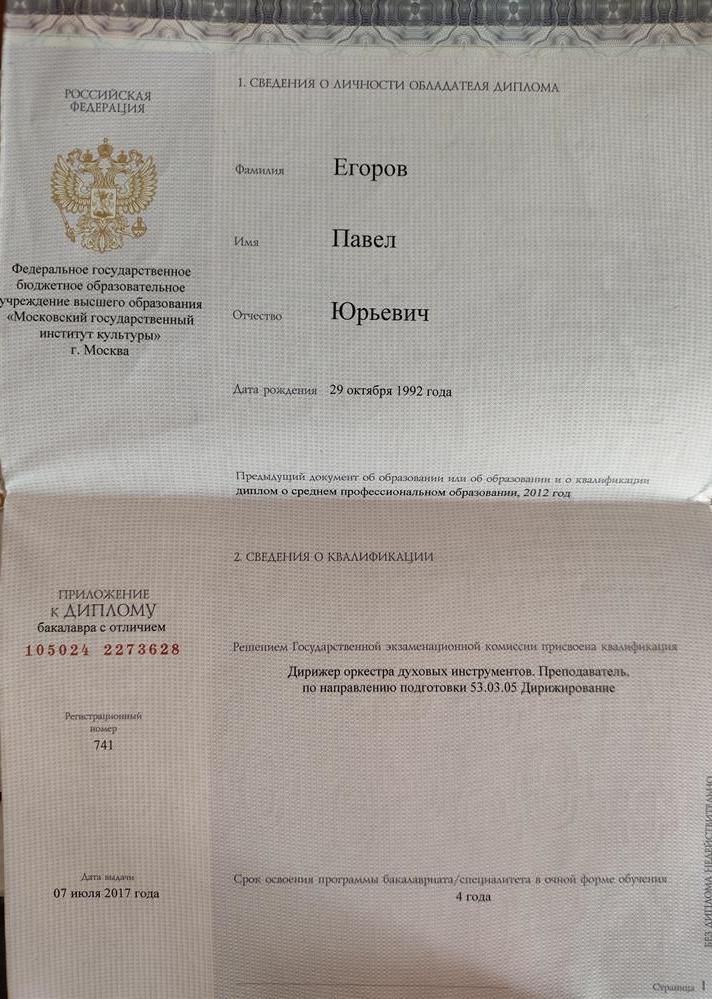 РОССИЙСКАЯ
ФЕДЕРАЦИЯ
Федеральное государственное
бюджетное образовательное
учреждение высшего образования
«Московский государственный
институт культуры»
г. Москва
1. СВЕДЕНИЯ О ЛИЧНОСТИ ОБЛАДАТЕЛЯ ДИПЛОМА
Фамилия Егоров
Имя Павел
Отчество Юрьевич
Дата рождения 29 октября 1992 года
Предыдущий документ об образовании или об образовании и о квалификации
диплом о среднем профессиональном образовании, 2012 год
ПРИЛОЖЕНИЕ
к ДИПЛОМУ
бакалавра с отличием
105024 2273628
Регистрационный
номер
741
Дата выдачи
07 июля 2017 года
2. СВЕДЕНИЯ О КВАЛИФИКАЦИИ
Решением Государственной экзаменационной комиссии присвоена квалификация
Дирижер оркестра духовых инструментов. Преподаватель.
по направлению подготовки 53.03.05 Дирижирование
Срок освоения программы бакалавриата/специалитета в очной форме обучения
4 года
БЕЗ ДИПЛОМА НЕДЕЙСТВИТЕЛЬНО
Страница 1